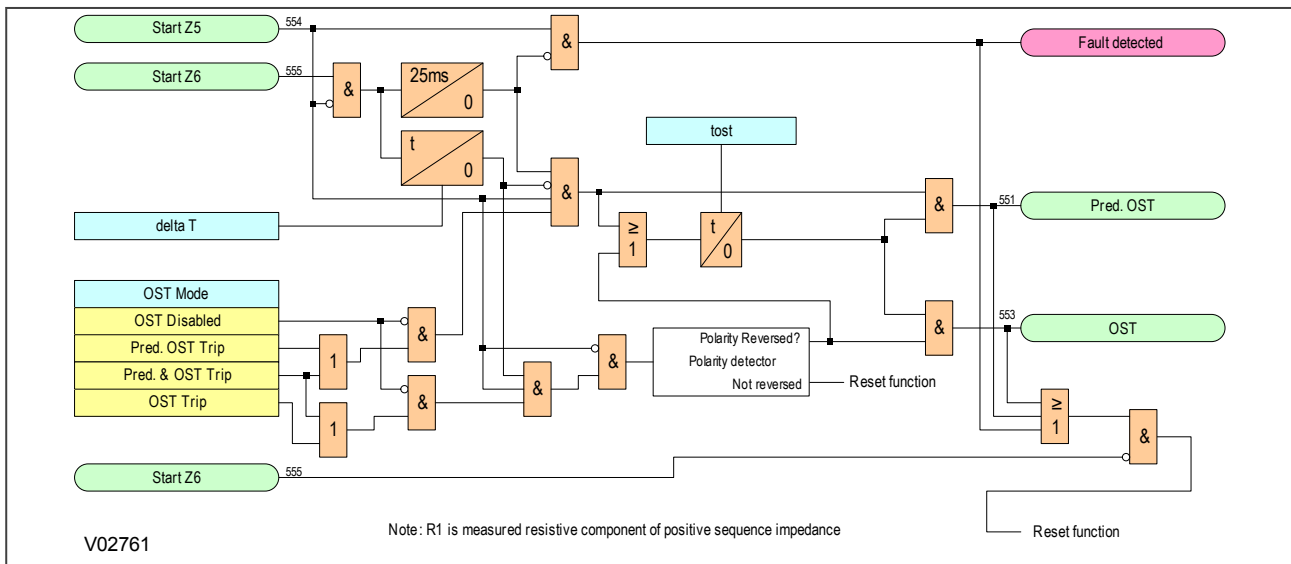 Start Z5
554
&
Fault detected
Start Z6
555
&
25ms
0
tost
t
0
&
&
551
Pred. OST
delta T
≥
1
t
0
OST Mode
OST Disabled
&
&
553
OST
Pred. OST Trip
1
Polarity Reversed?
Pred. & OST Trip
&
Polarity detector
OST Trip
&
&
Not reversed
Reset function
1
≥
1
&
Start Z6
555
Note: R1 is measured resistive component of positive sequence impedance
Reset function
V02761